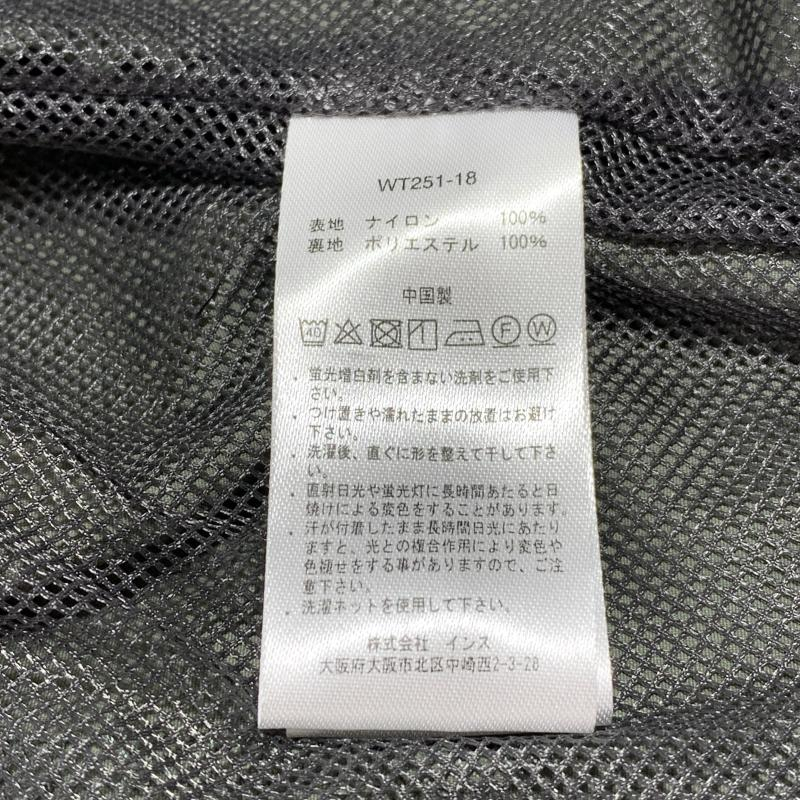 WT251-18
表地 ナイロン 100%
裏地 ポリエステル 100%
中国製
40 F W
・蛍光増白剤を含まない洗剤をご使用下
さい。
・つけ置きや濡れたままの放置はお避け
下さい。
・洗濯後、直ぐに形を整えて干して下さ
い。
・直射日光や蛍光灯に長時間あたると日
焼けによる変色をすることがあります。
・汗が付着したまま長時間日光にあたり
ますと、光との複合作用により変色や
色褪せをする事がありますので、ご注
意下さい。
・洗濯ネットを使用して下さい。
株式会社 インス
大阪府大阪市北区中崎西2-3-28